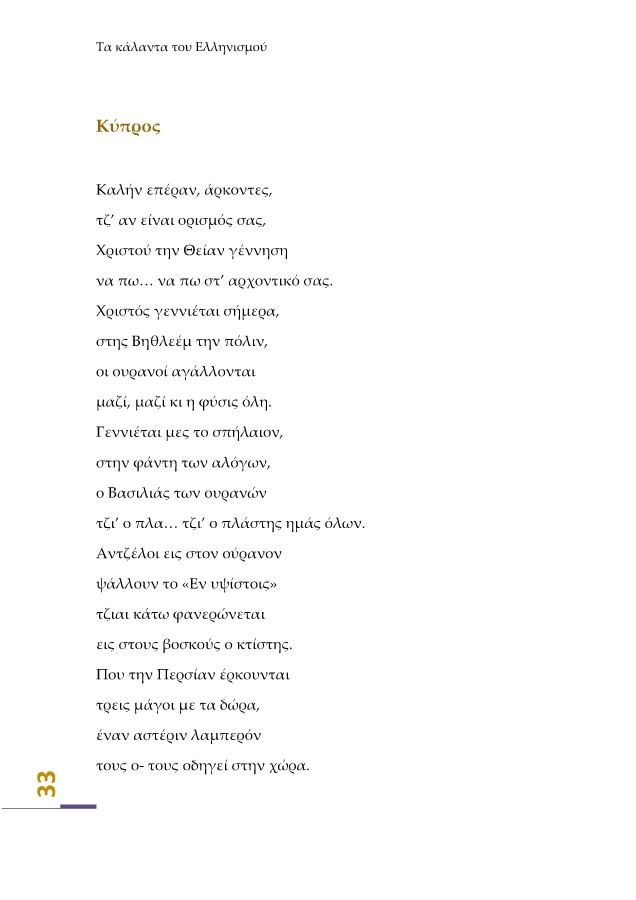 Τα κάλαντα του Ελληνισμού
Κύπρος
Καλήν επέραν, άρκοντες,
τζ’ αν είναι ορισμός σας,
Χριστού την Θείαν γέννηση
να πω… να πω στ’ αρχοντικό σας.
Χριστός γεννιέται σήμερα,
στης Βηθλεέμ την πόλιν,
οι ουρανοί αγάλλονται
μαζί, μαζί κι η φύσις όλη.
Γεννιέται μες το σπήλαιον,
στην φάντη των αλόγων,
ο Βασιλιάς των ουρανών
τζι’ ο πλα… τζι’ ο πλάστης ημάς όλων.
Αντζέλοι εις στον ούρανον
ψάλλουν το «Εν υψίστοις»
τζιαι κάτω φανερώνεται
εις στους βοσκούς ο κτίστης.
Που την Περσίαν έρκουνται
τρεις μάγοι με τα δώρα,
έναν αστέριν λαμπερόν
τους ο- τους οδηγεί στην χώρα.
33